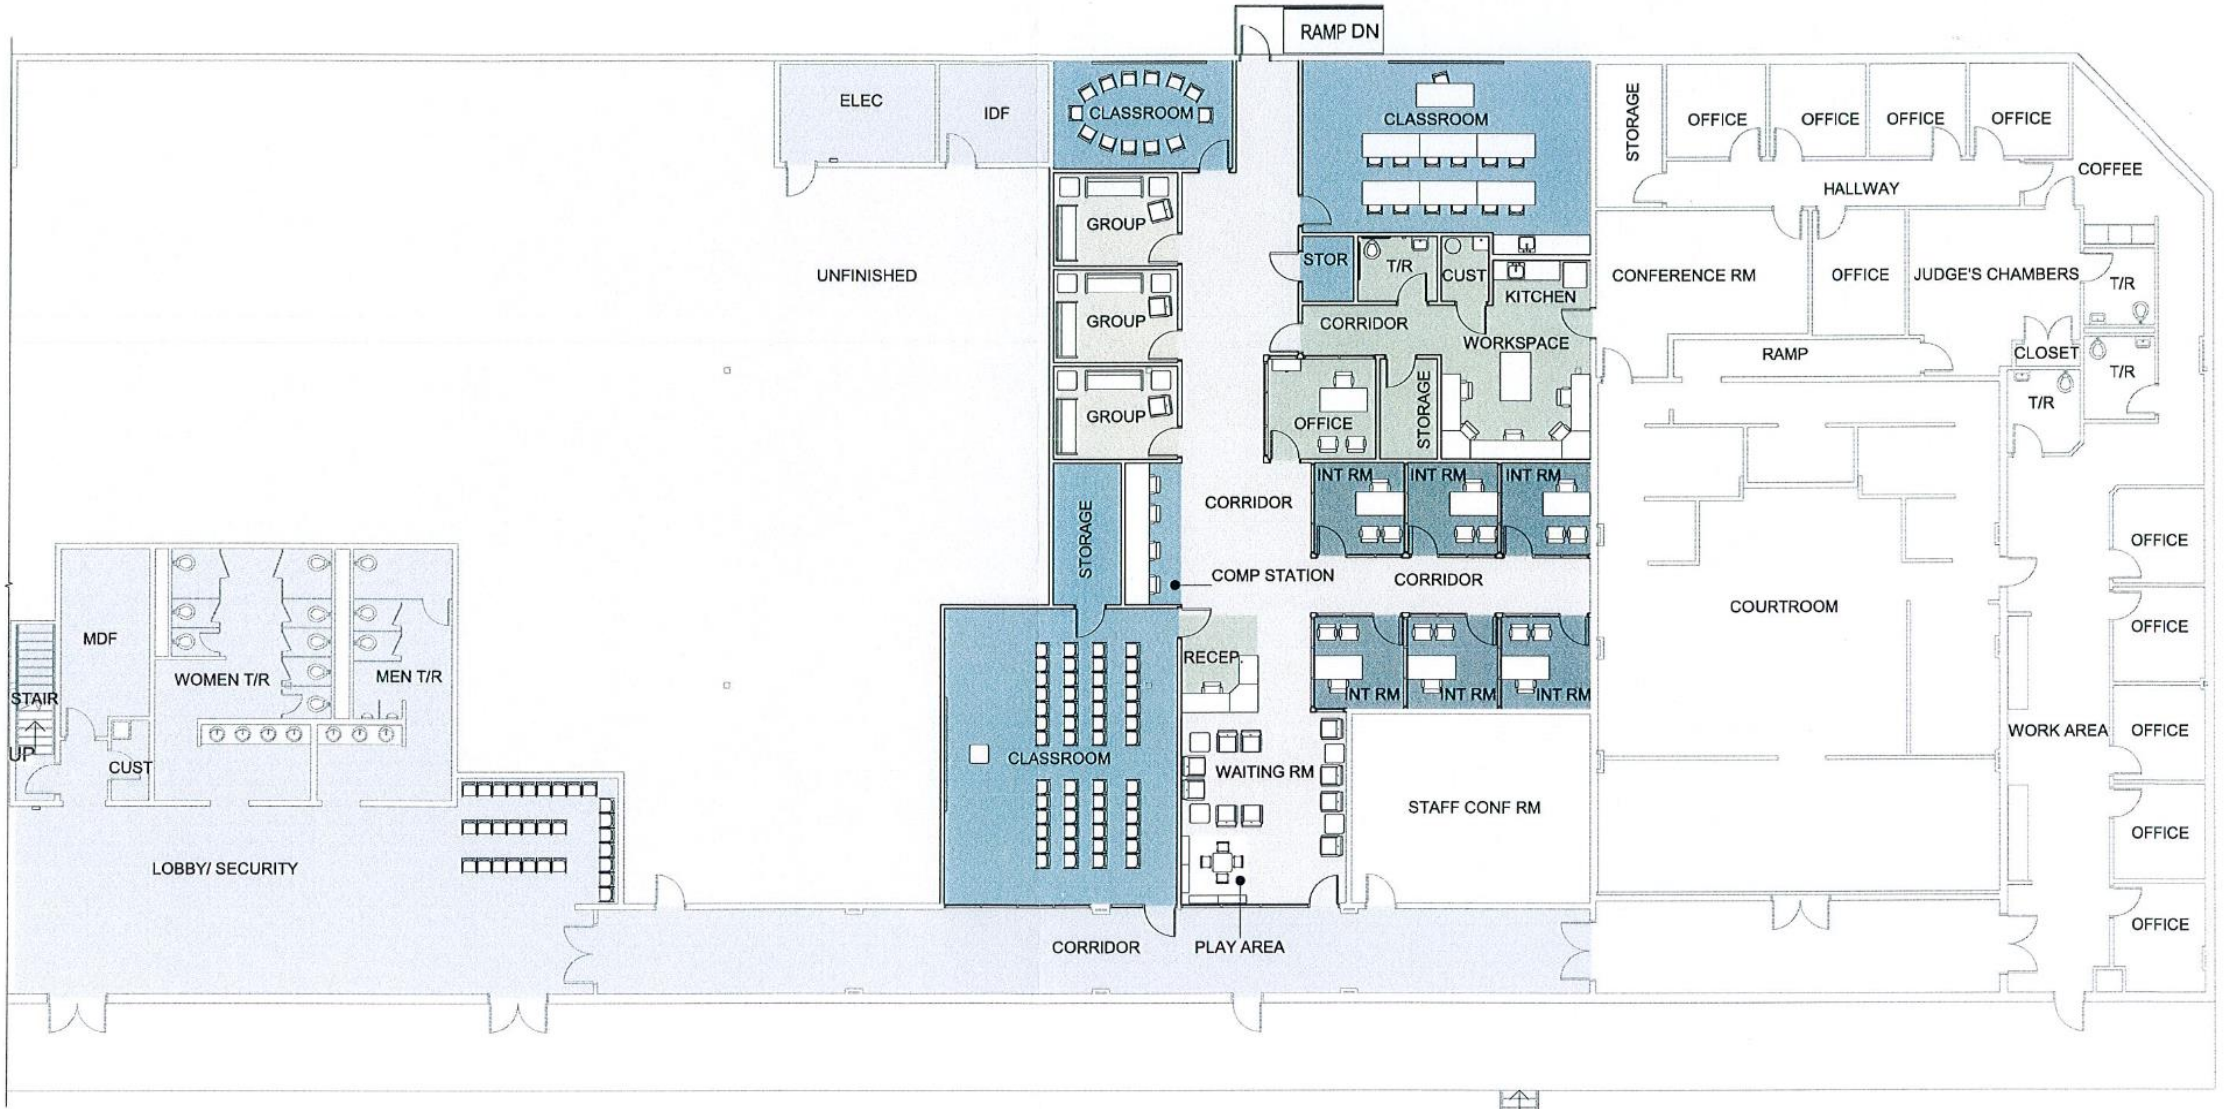 RAMP DN
ELEC
IDF
CLASSROOM
CLASSROOM
STORAGE
OFFICE
OFFICE
OFFICE
OFFICE
COFFEE
HALLWAY
GROUP
UNFINISHED
STOR
T/R
CUST
KITCHEN
CONFERENCE RM
OFFICE
JUDGE'S CHAMBERS
T/R
GROUP
CORRIDOR
WORKSPACE
RAMP
CLOSET
T/R
GROUP
OFFICE
STORAGE
T/R
INT RM
INT RM
INT RM
CORRIDOR
STORAGE
OFFICE
COMP STATION
CORRIDOR
COURTROOM
MDF
OFFICE
RECEP.
WOMEN T/R
MEN T/R
STAIR
NT RM
INT RM
INT RM
UP
CUST
CLASSROOM
WAITING RM
WORK AREA
OFFICE
STAFF CONF RM
OFFICE
LOBBY/ SECURITY
OFFICE
CORRIDOR
PLAY AREA